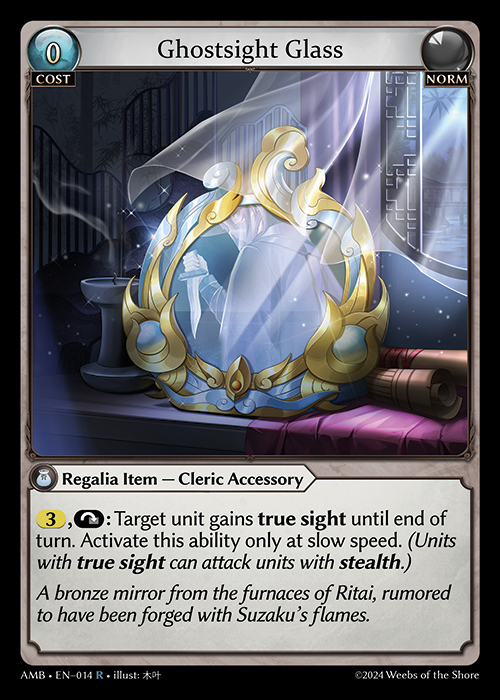 0
Ghostsight Glass
COST
NORM
Regalia Item — Cleric Accessory
3 , : Target unit gains true sight until end of
turn. Activate this ability only at slow speed. (Units
with true sight can attack units with stealth.)
A bronze mirror from the furnaces of Ritai, rumored
to have been forged with Suzaku's flames.
AMB • EN–014 R • illust: 木叶
©2024 Weebs of the Shore